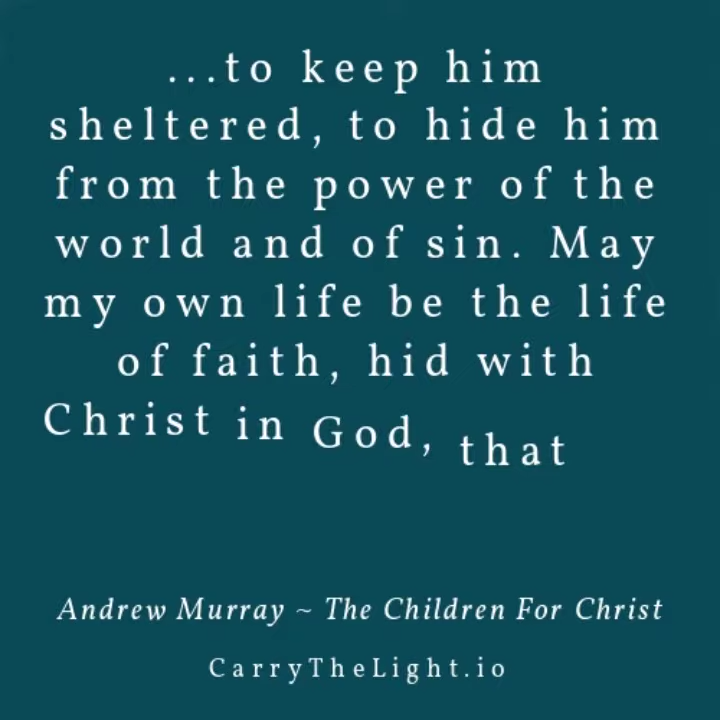 ...to keep him
sheltered, to hide him
from the power of the
world and of sin. May
my own life be the life
of faith, hid with
Christ in God, that
Andrew Murray ~ The Children For Christ
CarryTheLight.io